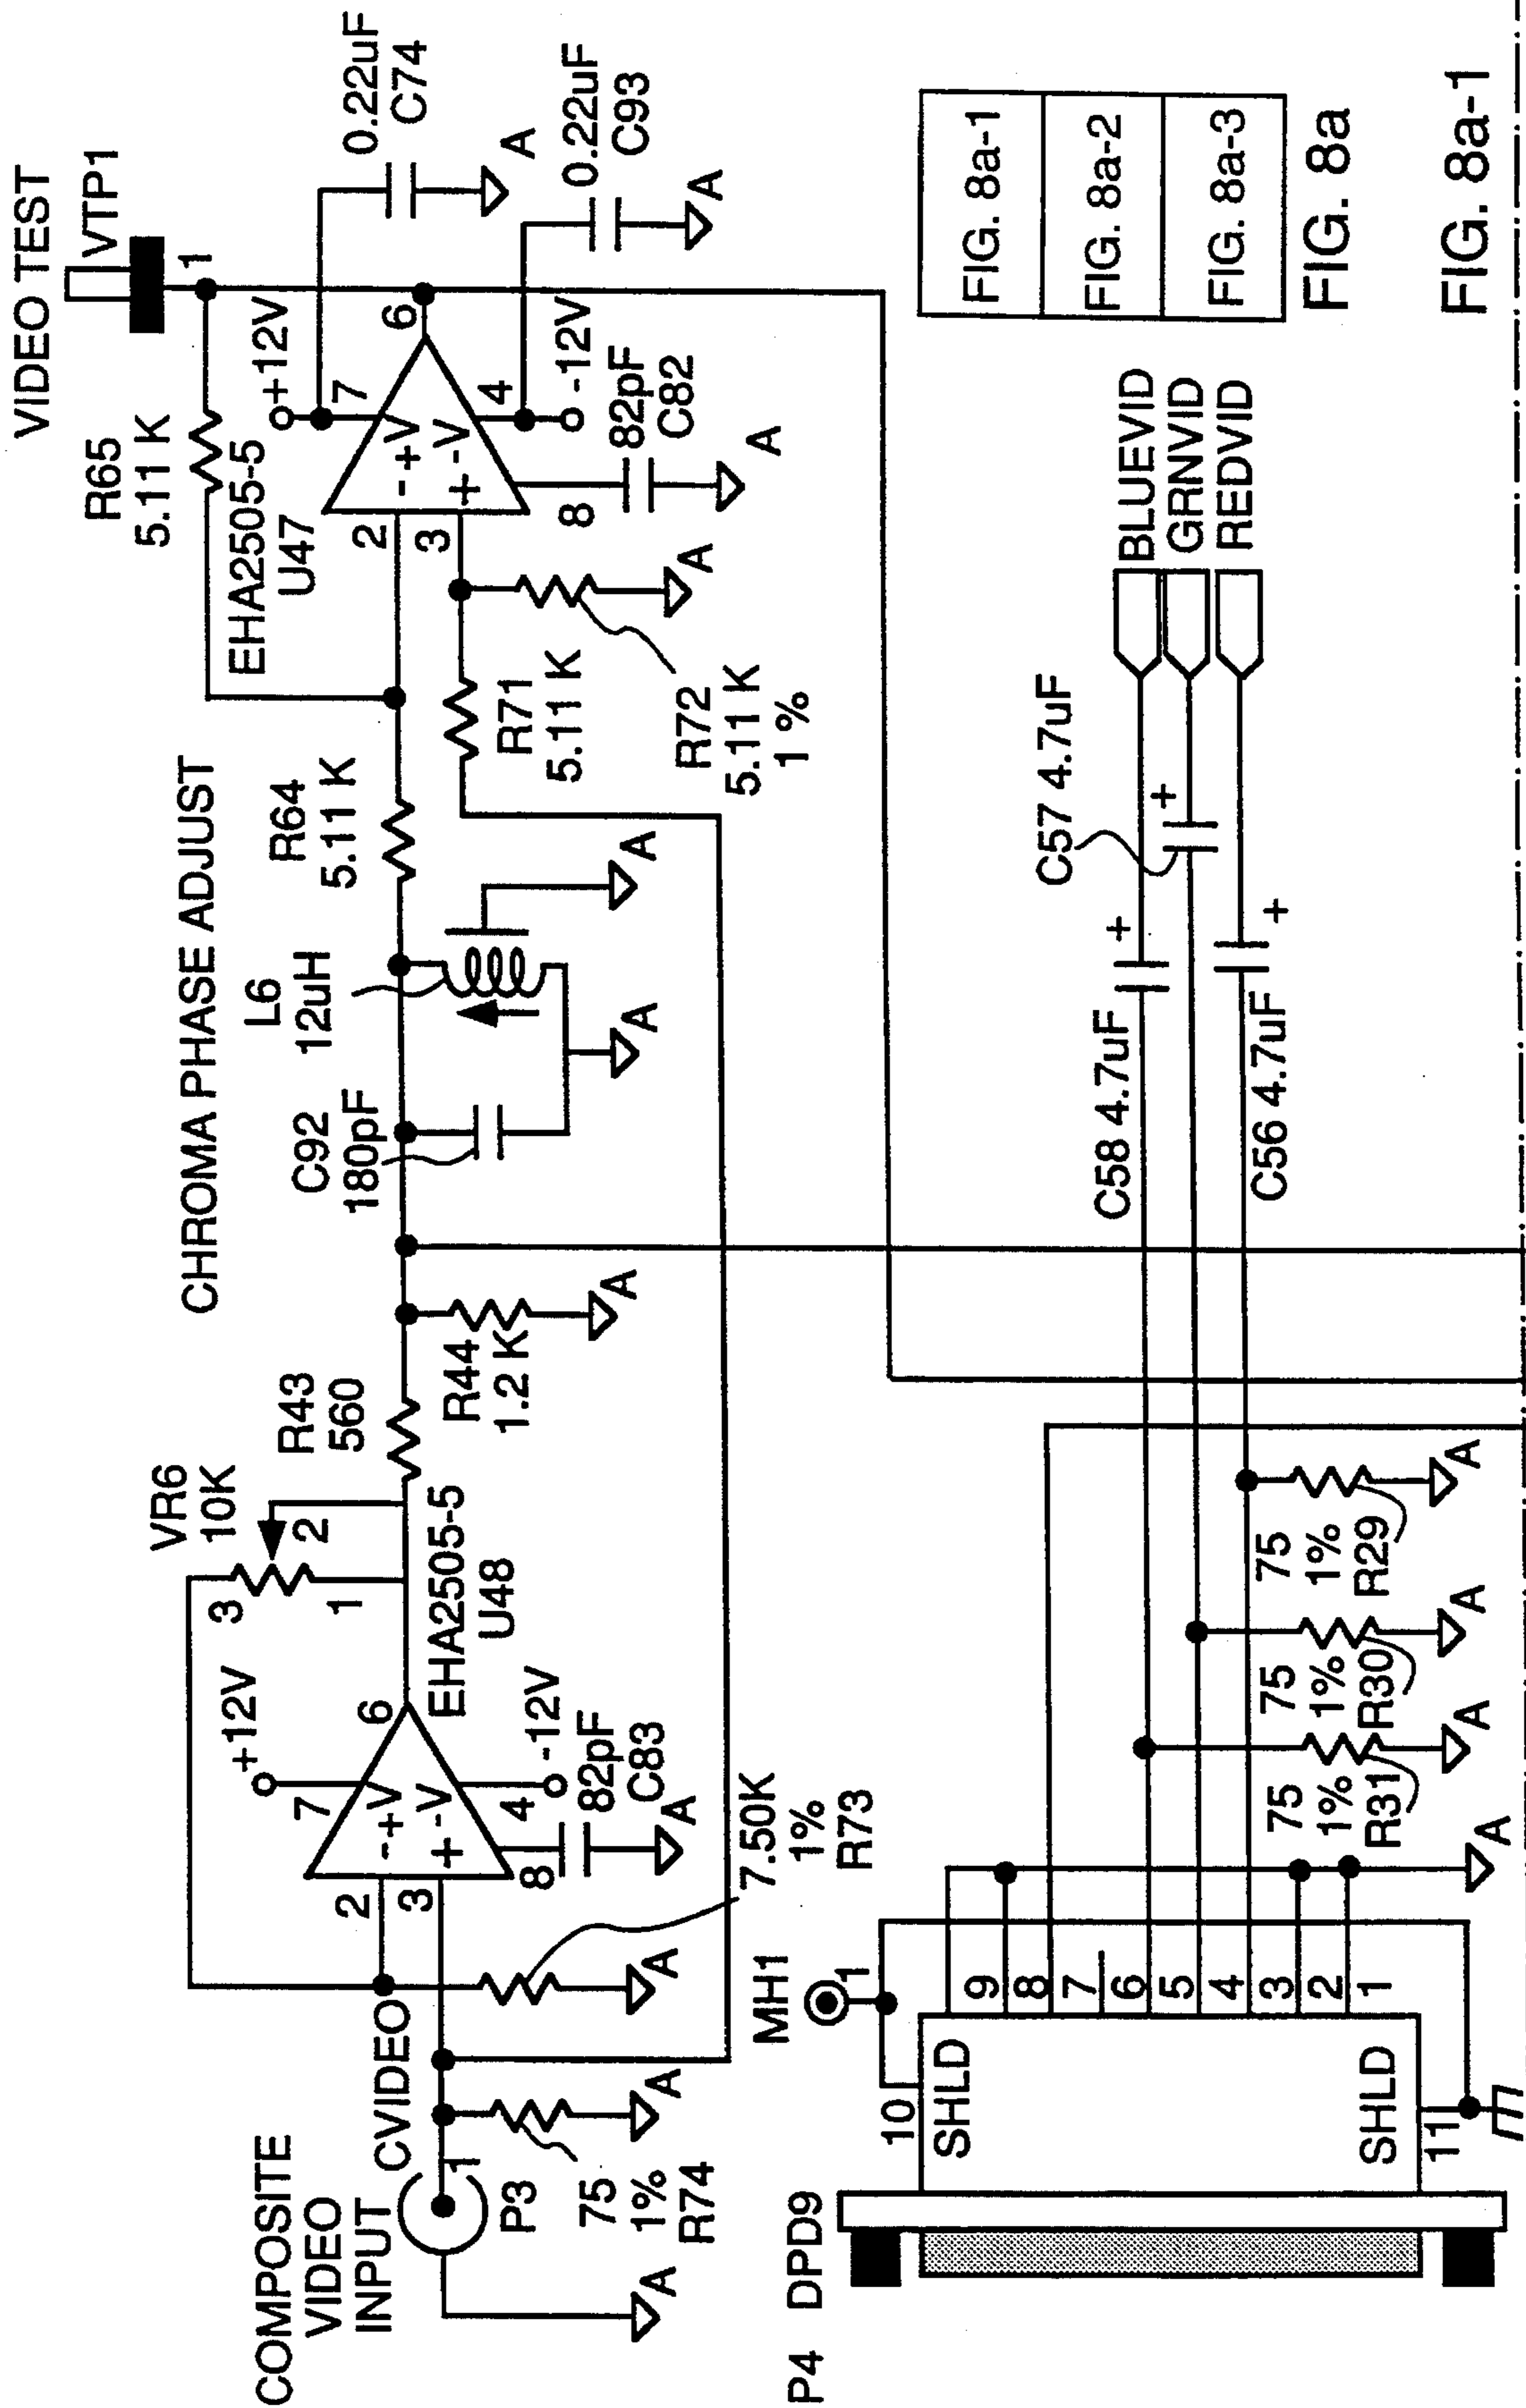 COMPOSITE
VIDEO
INPUT
CVIDEO
1
P3
75
1%
R74
A
A
2
3
+12V
7
-+V
+-V
6
4
-12V
8
82pF
C83
A
EHA2505-5
U48
7.50K
1%
R73
A
VR6
10K
3
2
1
R43
560
R44
1.2 K
A
CHROMA PHASE ADJUST
C92
180pF
L6
12uH
A
A
R64
5.11 K
R65
5.11 K
EHA2505-5
U47
R71
5.11 K
R72
5.11 K
1 %
A
2
3
+12V
7
-+V
+-V
6
4
-12V
8
82pF
C82
A
VIDEO TEST
VTP1
1
0.22uF
C74
A
0.22uF
C93
A
P4 DPD9
MH1
1
10
SHLD
SHLD
11
9
8
7
6
5
4
3
2
1
A
75
1%
R31
A
75
1%
R30
A
75
1%
R29
A
C58 4.7uF
+
C57 4.7uF
+
C56 4.7uF
+
BLUEVID
GRNVID
REDVID
FIG. 8a-1
FIG. 8a-2
FIG. 8a-3
FIG. 8a
FIG. 8a-1